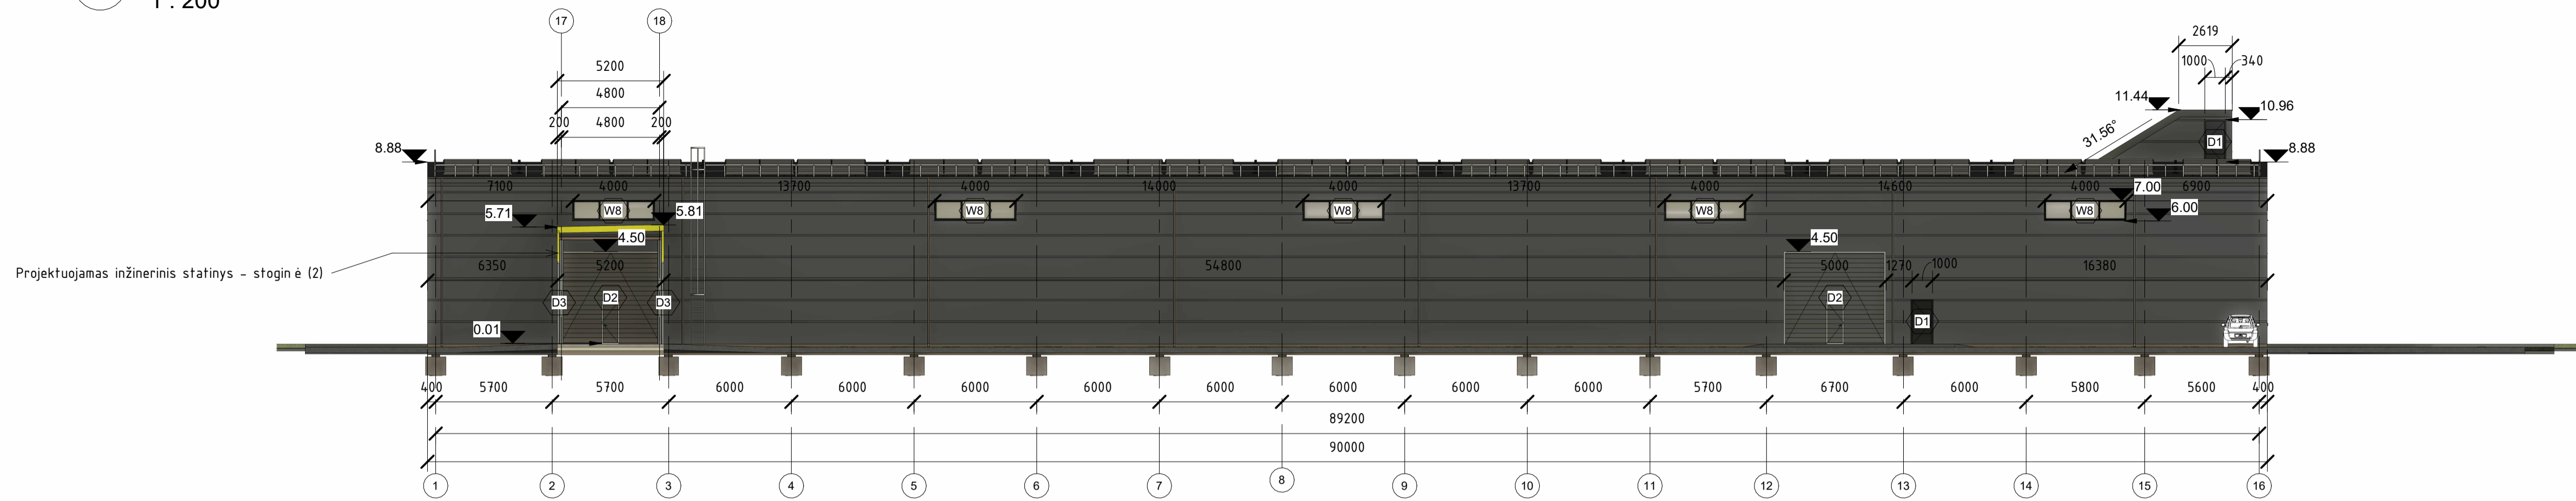 1 : 200
17 18
2619
5200
1000 340
4800
11.44 10.96
200 4800 200
31.56°
8.88 D1 8.88
7100 4000 13700 4000 14000 4000 13700 4000 14600 4000 6900
7.00
5.71 W8 5.81 W8 W8 W8 W8 6.00
4.50 4.50
Projektuojamas inžinerinis statinys - stoginė (2)
6350 5200 54800 5000 1270 1000 16380
D3 D2 D3 D2
0.01 D1
400 5700 5700 6000 6000 6000 6000 6000 6000 6000 6000 5700 6700 6000 5800 5600 400
89200
90000
1 2 3 4 5 6 7 8 9 10 11 12 13 14 15 16